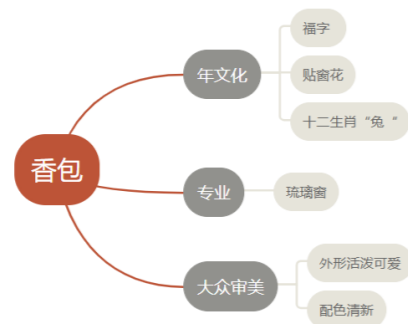 香包
年文化
福字
贴窗花
十二生肖“兔“
专业
琉璃窗
大众审美
外形活泼可爱
配色清新